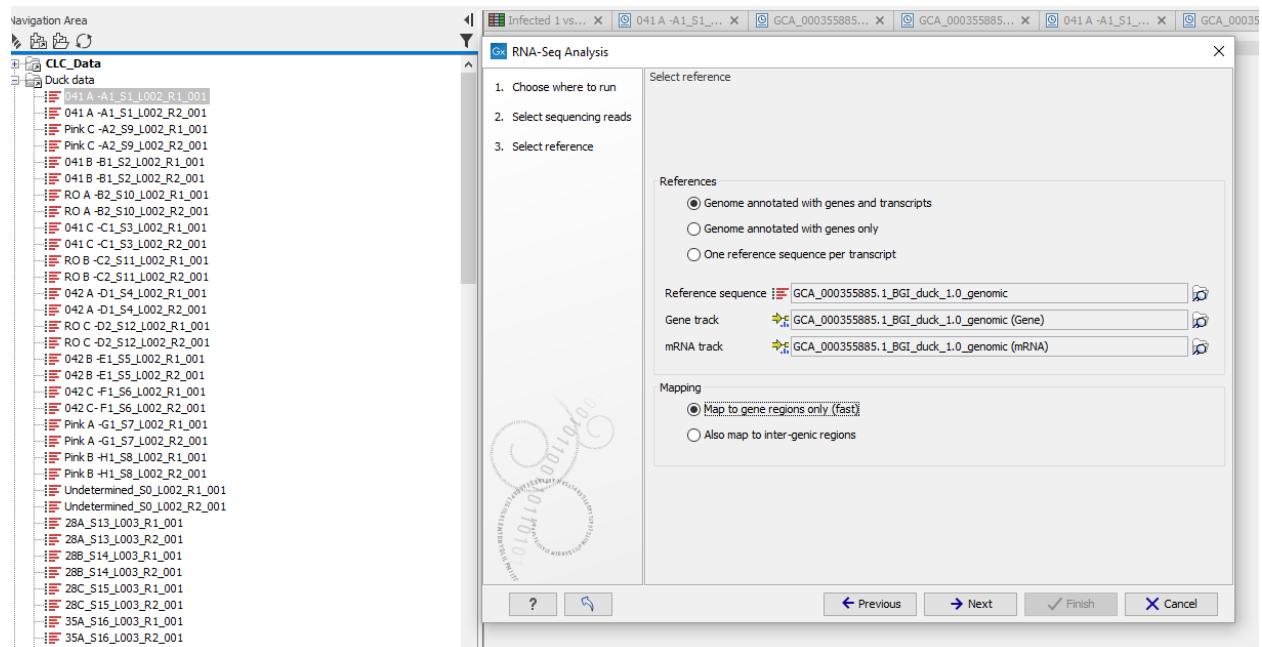 Navigation Area
CLC_Data
Duck data
041 A -A1_S1_L002_R1_001
041 A -A1_S1_L002_R2_001
Pink C -A2_S9_L002_R1_001
Pink C -A2_S9_L002_R2_001
041 B -B1_S2_L002_R1_001
041 B -B1_S2_L002_R2_001
RO A -B2_S10_L002_R1_001
RO A -B2_S10_L002_R2_001
041 C -C1_S3_L002_R1_001
041 C -C1_S3_L002_R2_001
RO B -C2_S11_L002_R1_001
RO B -C2_S11_L002_R2_001
042 A -D1_S4_L002_R1_001
042 A -D1_S4_L002_R2_001
RO C -D2_S12_L002_R1_001
RO C -D2_S12_L002_R2_001
042 B -E1_S5_L002_R1_001
042 B -E1_S5_L002_R2_001
042 C -F1_S6_L002_R1_001
042 C- F1_S6_L002_R2_001
Pink A -G1_S7_L002_R1_001
Pink A -G1_S7_L002_R2_001
Pink B -H1_S8_L002_R1_001
Pink B -H1_S8_L002_R2_001
Undetermined_S0_L002_R1_001
Undetermined_S0_L002_R2_001
28A_S13_L003_R1_001
28A_S13_L003_R2_001
28B_S14_L003_R1_001
28B_S14_L003_R2_001
28C_S15_L003_R1_001
28C_S15_L003_R2_001
35A_S16_L003_R1_001
35A_S16_L003_R2_001
Infected 1 vs... 041 A -A1_S1_... GCA_000355885... GCA_000355885... 041 A -A1_S1_... GCA_00035
Gx RNA-Seq Analysis
1. Choose where to run
2. Select sequencing reads
3. Select reference
Select reference
References
Genome annotated with genes and transcripts
Genome annotated with genes only
One reference sequence per transcript
Reference sequence GCA_000355885.1_BGI_duck_1.0_genomic
Gene track GCA_000355885.1_BGI_duck_1.0_genomic (Gene)
mRNA track GCA_000355885.1_BGI_duck_1.0_genomic (mRNA)
Mapping
Map to gene regions only (fast)
Also map to inter-genic regions
? Previous Next Finish Cancel